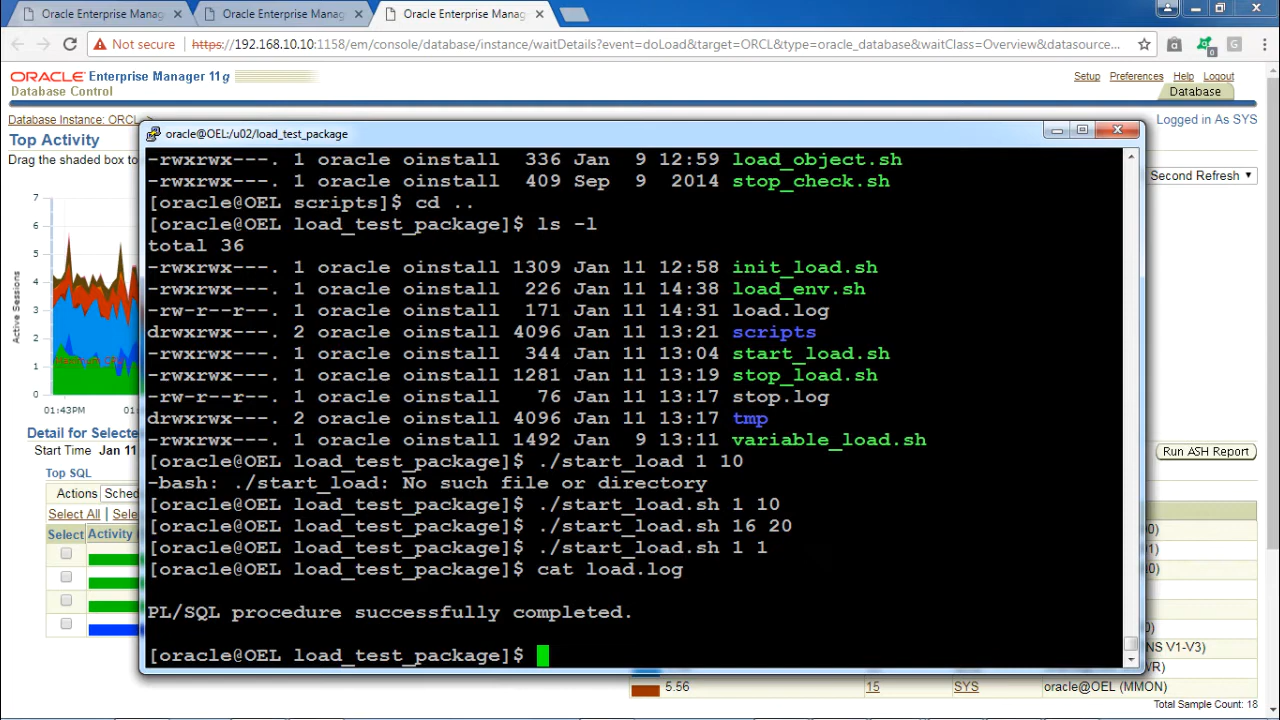 Oracle Enterprise Manag
Oracle Enterprise Manag
Oracle Enterprise Manag
Not secure https://192.168.10.10:1158/em/console/database/instance/waitDetails?event=doLoad&target=ORCL&type=oracle_database&waitClass=Overview&datasource...
ORACLE Enterprise Manager 11g
Database Control
Setup Preferences Help Logout
Database
Database Instance: ORCL >
Logged in As SYS
Top Activity
Drag the shaded box to
Second Refresh
oracle@OEL:/u02/load_test_package
-rwxrwx---. 1 oracle oinstall 336 Jan 9 12:59 load_object.sh
-rwxrwx---. 1 oracle oinstall 409 Sep 9 2014 stop_check.sh
[oracle@OEL scripts]$ cd ..
[oracle@OEL load_test_package]$ ls -l
total 36
-rwxrwx---. 1 oracle oinstall 1309 Jan 11 12:58 init_load.sh
-rwxrwx---. 1 oracle oinstall 226 Jan 11 14:38 load_env.sh
-rw-r--r--. 1 oracle oinstall 171 Jan 11 14:31 load.log
drwxrwx---. 2 oracle oinstall 4096 Jan 11 13:21 scripts
-rwxrwx---. 1 oracle oinstall 344 Jan 11 13:04 start_load.sh
-rwxrwx---. 1 oracle oinstall 1281 Jan 11 13:19 stop_load.sh
-rw-r--r--. 1 oracle oinstall 76 Jan 11 13:17 stop.log
drwxrwx---. 2 oracle oinstall 4096 Jan 11 13:17 tmp
-rwxrwx---. 1 oracle oinstall 1492 Jan 9 13:11 variable_load.sh
[oracle@OEL load_test_package]$ ./start_load 1 10
-bash: ./start_load: No such file or directory
[oracle@OEL load_test_package]$ ./start_load.sh 1 10
[oracle@OEL load_test_package]$ ./start_load.sh 16 20
[oracle@OEL load_test_package]$ ./start_load.sh 1 1
[oracle@OEL load_test_package]$ cat load.log
PL/SQL procedure successfully completed.
[oracle@OEL load_test_package]$
7
6
5
4
3
2
1
0
Active Sessions
01:43PM
Detail for Selecte
Start Time Jan 11
Run ASH Report
Top SQL
Actions Sched
Select All Sele
Select Activity
5.56 15 SYS oracle@OEL (MMON)
Total Sample Count: 18